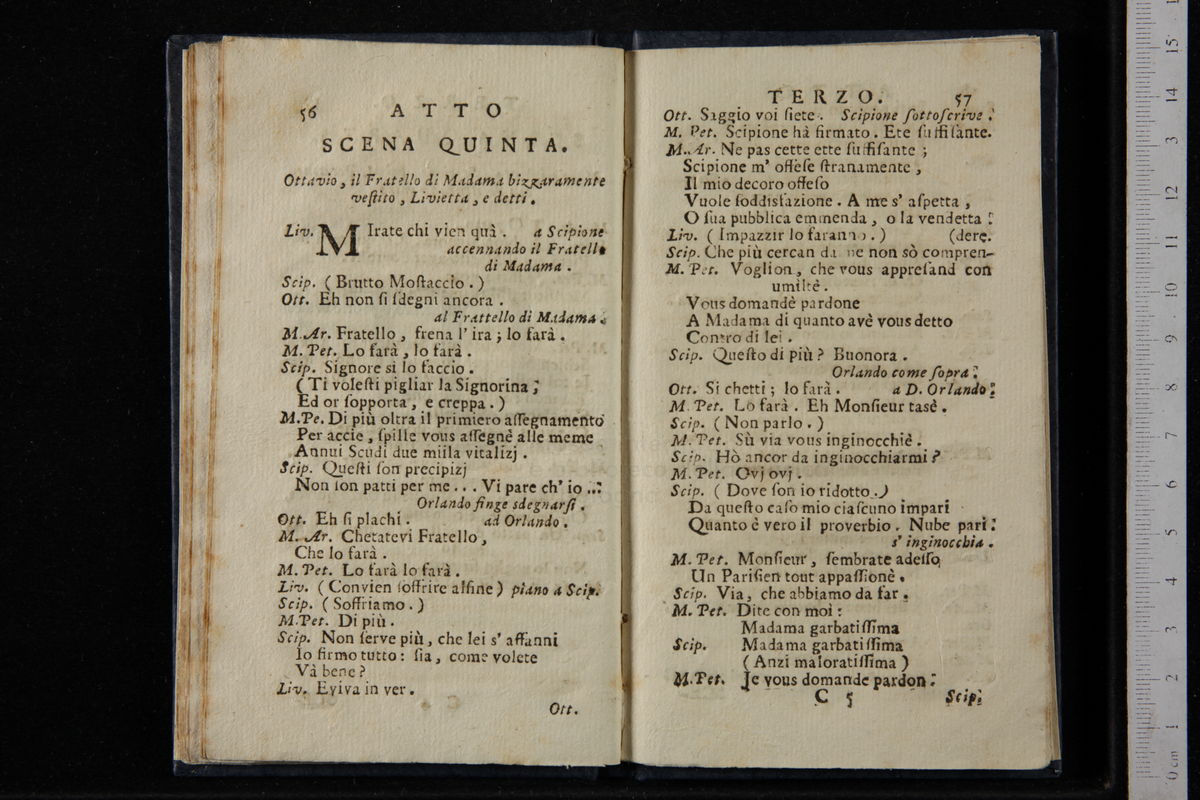 56 ATTO
SCENA QUINTA.
Ottavio, il Fratello di Madama bizzaramente
veſtito, Livietta, e detti.
Liv. MIrate chi vien quà. a Scipione
accennando il Fratello
di Madama.
Scip. (Brutto Moſtaccio.)
Ott. Eh non ſi ſdegni ancora.
al Frattello di Madama.
M. Ar. Fratello, frena l' ira; lo farà.
M. Pet. Lo farà, lo farà.
Scip. Signore sì lo faccio.
(Ti voleſti pigliar la Signorina;
Ed or ſopporta, e creppa.)
M.Pe. Di più oltra il primiero aſſegnamento
Per accie, ſpille vous aſſegnè alle meme
Annui Scudi due miila vitalizj.
Scip. Queſti ſon precipizj
Non ſon patti per me... Vi pare ch' io ...:
Orlando finge sdegnarſi.
Ott. Eh ſi plachi. ad Orlando.
M. Ar. Chetatevi Fratello,
Che lo farà.
M. Pet. Lo farà lo farà.
Liv. (Convien ſoffrire alfine) piano a Scip.
Scip. (Soffriamo.)
M.Pet. Di più.
Scip. Non ſerve più, che lei s' affanni
Io firmo tutto: ſia, come volete
Và bene?
Liv. Eviva in ver.
Ott.
TERZO. 57
Ott. Saggio voi ſiete. Scipione ſottoſcrive.
M. Pet. Scipione hà firmato. Ete ſuffiſante.
M. Ar. Ne pas cette ette ſuffiſante;
Scipione m' offeſe ſtranamente,
Il mio decoro offeſo
Vuole ſoddisfazione. A me s' aſpetta,
O ſua pubblica emmenda, o la vendetta.
Liv. (Impazzir lo faranno.) (dere.
Scip. Che più cercan da me non sò compren-
M. Pet. Voglion, che vous appreſand con
umiltè.
Vous domandè pardone
A Madama di quanto avè vous detto
Contro di lei.
Scip. Queſto di più? Buonora.
Orlando come ſopra.
Ott. Si chetti; lo farà. a D. Orlando.
M. Pet. Lo farà. Eh Monſieur tasè.
Scip. (Non parlo.)
M. Pet. Sù via vous inginocchiè.
Scip. Hò ancor da inginocchiarmi?
M. Pet. Ovj ovj.
Scip. (Dove ſon io ridotto.)
Da queſto caſo mio ciaſcuno impari
Quanto è vero il proverbio. Nube pari.
s' inginocchia.
M. Pet. Monſieur, ſembrate adeſſo,
Un Pariſien tout appaſſionè.
Scip. Via, che abbiamo da far.
M. Pet. Dite con moi:
Madama garbatiſſima
Scip. Madama garbatiſſima
(Anzi maloratiſſima)
M.Pet. Je vous domande pardon.
C 5 Scip.